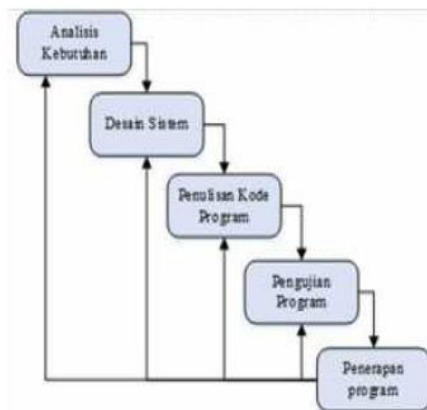 Analisis
Kebutuhan
Desain Sistem
Penulisan Kode
Program
Pengujian
Program
Penerapan
program